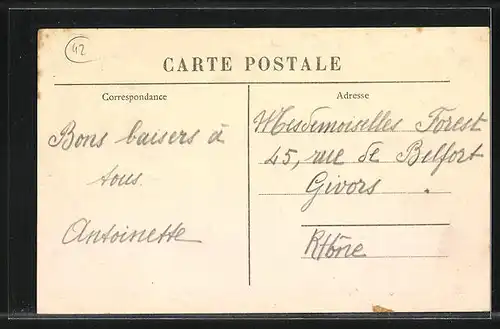 42
CARTE POSTALE
Correspondance
Bons baisers à
tous.
Antoinette
Adresse
Mesdemoiselles Forest
45, rue de Belfort
Givors.
Rhône